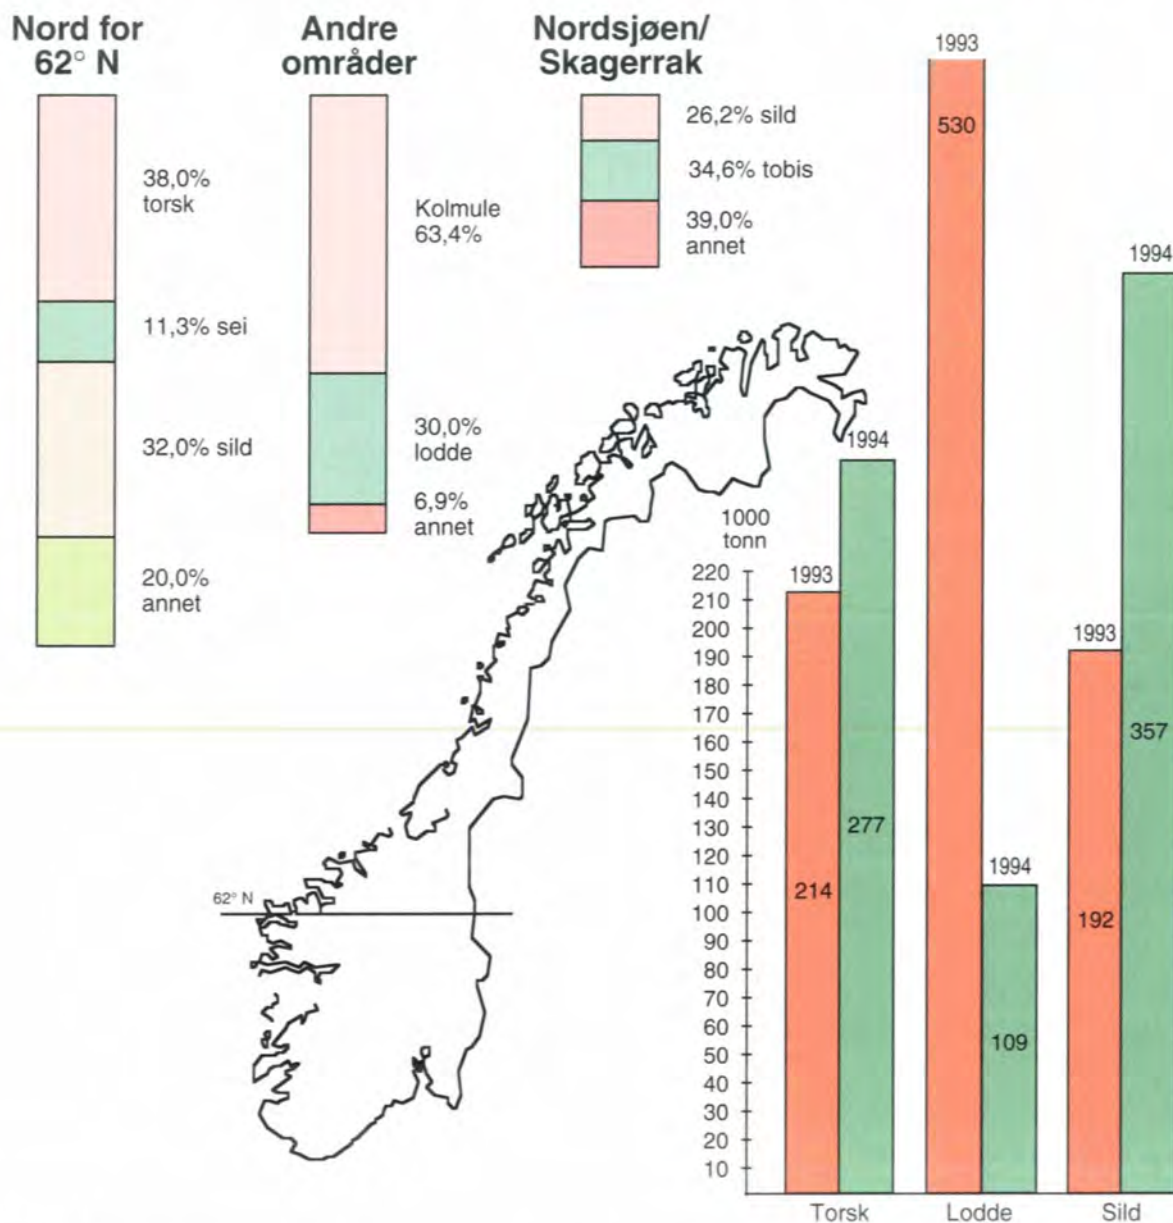 Nord for
62° N
38,0%
torsk
11,3% sei
32,0% sild
20,0%
annet
Andre
områder
Kolmule
63,4%
30,0%
lodde
6,9%
annet
Nordsjøen/
Skagerrak
26,2% sild
34,6% tobis
39,0%
annet
62° N
1000
tonn
220
210
200
190
180
170
160
150
140
130
120
110
100
90
80
70
60
50
40
30
20
10
1993
214
1994
277
Torsk
1993
530
1994
109
Lodde
1993
192
1994
357
Sild